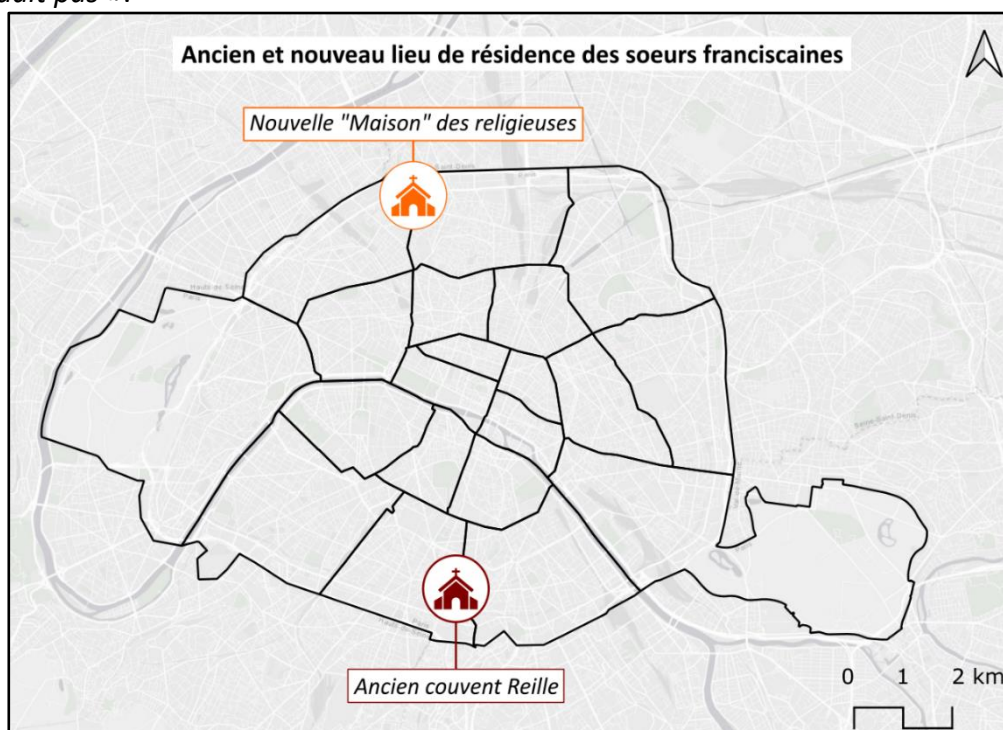 Ancien et nouveau lieu de résidence des soeurs franciscaines
Nouvelle "Maison" des religieuses
Ancien couvent Reille
0 1 2 km